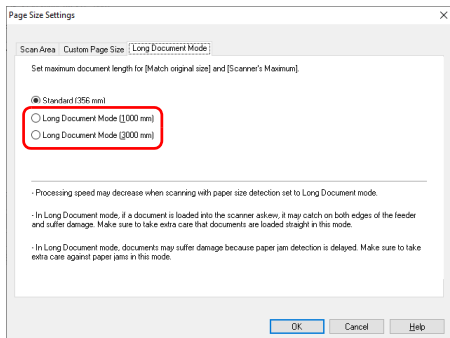 Page Size Settings
Scan Area Custom Page Size Long Document Mode
Set maximum document length for [Match original size] and [Scanner's Maximum].
Standard (356 mm)
Long Document Mode (1000 mm)
Long Document Mode (3000 mm)
- Processing speed may decrease when scanning with paper size detection set to Long Document mode.
- In Long Document mode, if a document is loaded into the scanner askew, it may catch on both edges of the feeder
and suffer damage. Make sure to take extra care that documents are loaded straight in this mode.
- In Long Document mode, documents may suffer damage because paper jam detection is delayed. Make sure to take
extra care against paper jams in this mode.
OK Cancel Help